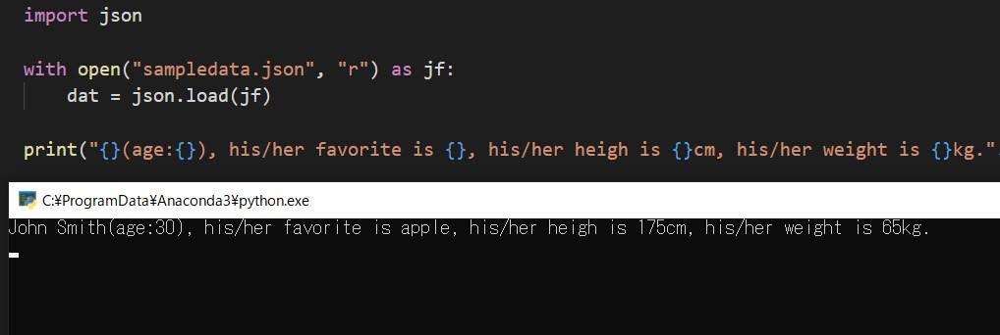 import json
with open("sampledata.json", "r") as jf:
dat = json.load(jf)
print("{}(age:{}), his/her favorite is {}, his/her heigh is {}cm, his/her weight is {}kg."
C:¥ProgramData¥Anaconda3¥python.exe
John Smith(age:30), his/her favorite is apple, his/her heigh is 175cm, his/her weight is 65kg.